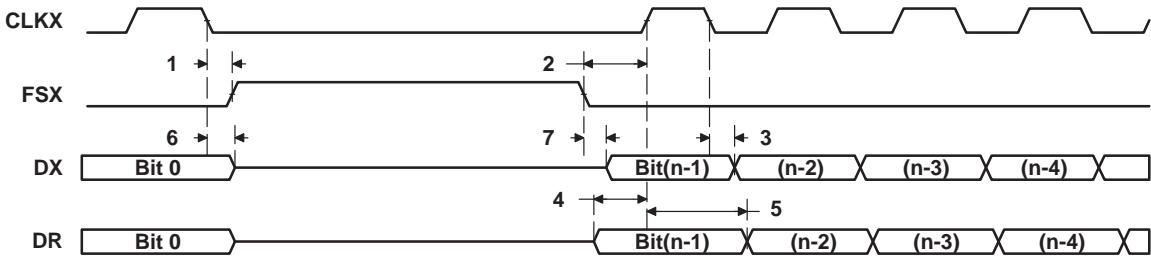 CLKX
1 2
FSX
6 7 3
DX Bit 0 Bit(n-1) (n-2) (n-3) (n-4)
4 5
DR Bit 0 Bit(n-1) (n-2) (n-3) (n-4)